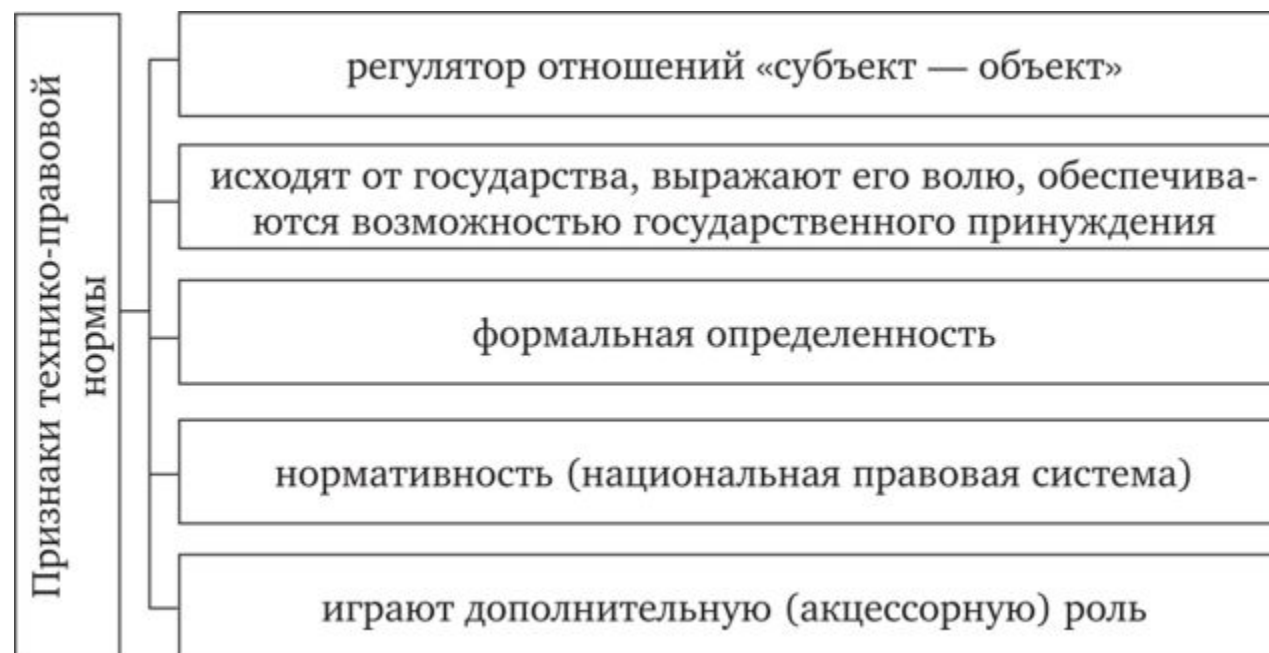 Признаки технико-правовой
нормы
регулятор отношений «субъект — объект»
исходят от государства, выражают его волю, обеспечива-
ются возможностью государственного принуждения
формальная определенность
нормативность (национальная правовая система)
играют дополнительную (акцессорную) роль